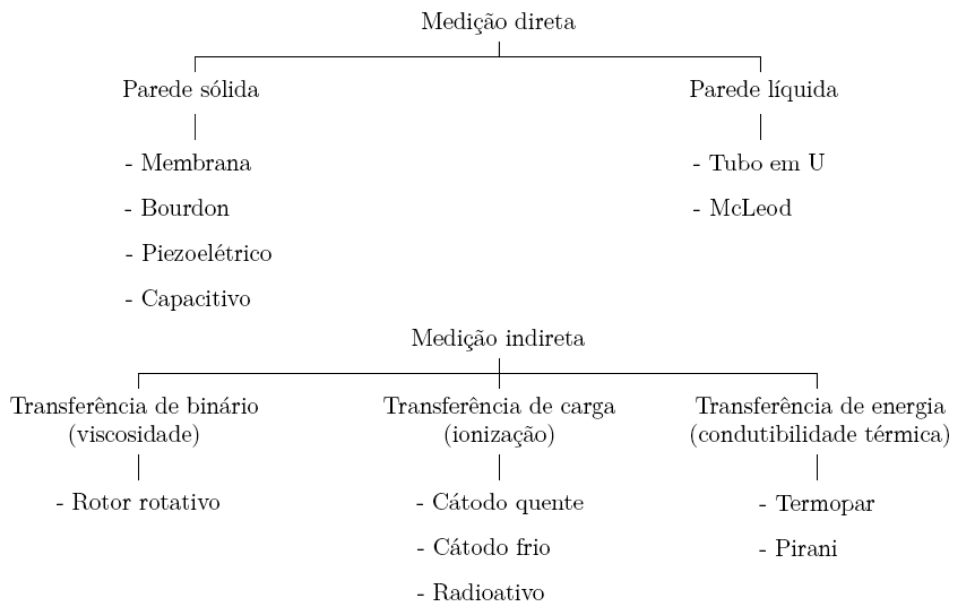 Medição direta
Parede sólida
- Membrana
- Bourdon
- Piezoelétrico
- Capacitivo
Parede líquida
- Tubo em U
- McLeod
Medição indireta
Transferência de binário
(viscosidade)
- Rotor rotativo
Transferência de carga
(ionização)
- Cátodo quente
- Cátodo frio
- Radioativo
Transferência de energia
(condutibilidade térmica)
- Termopar
- Pirani